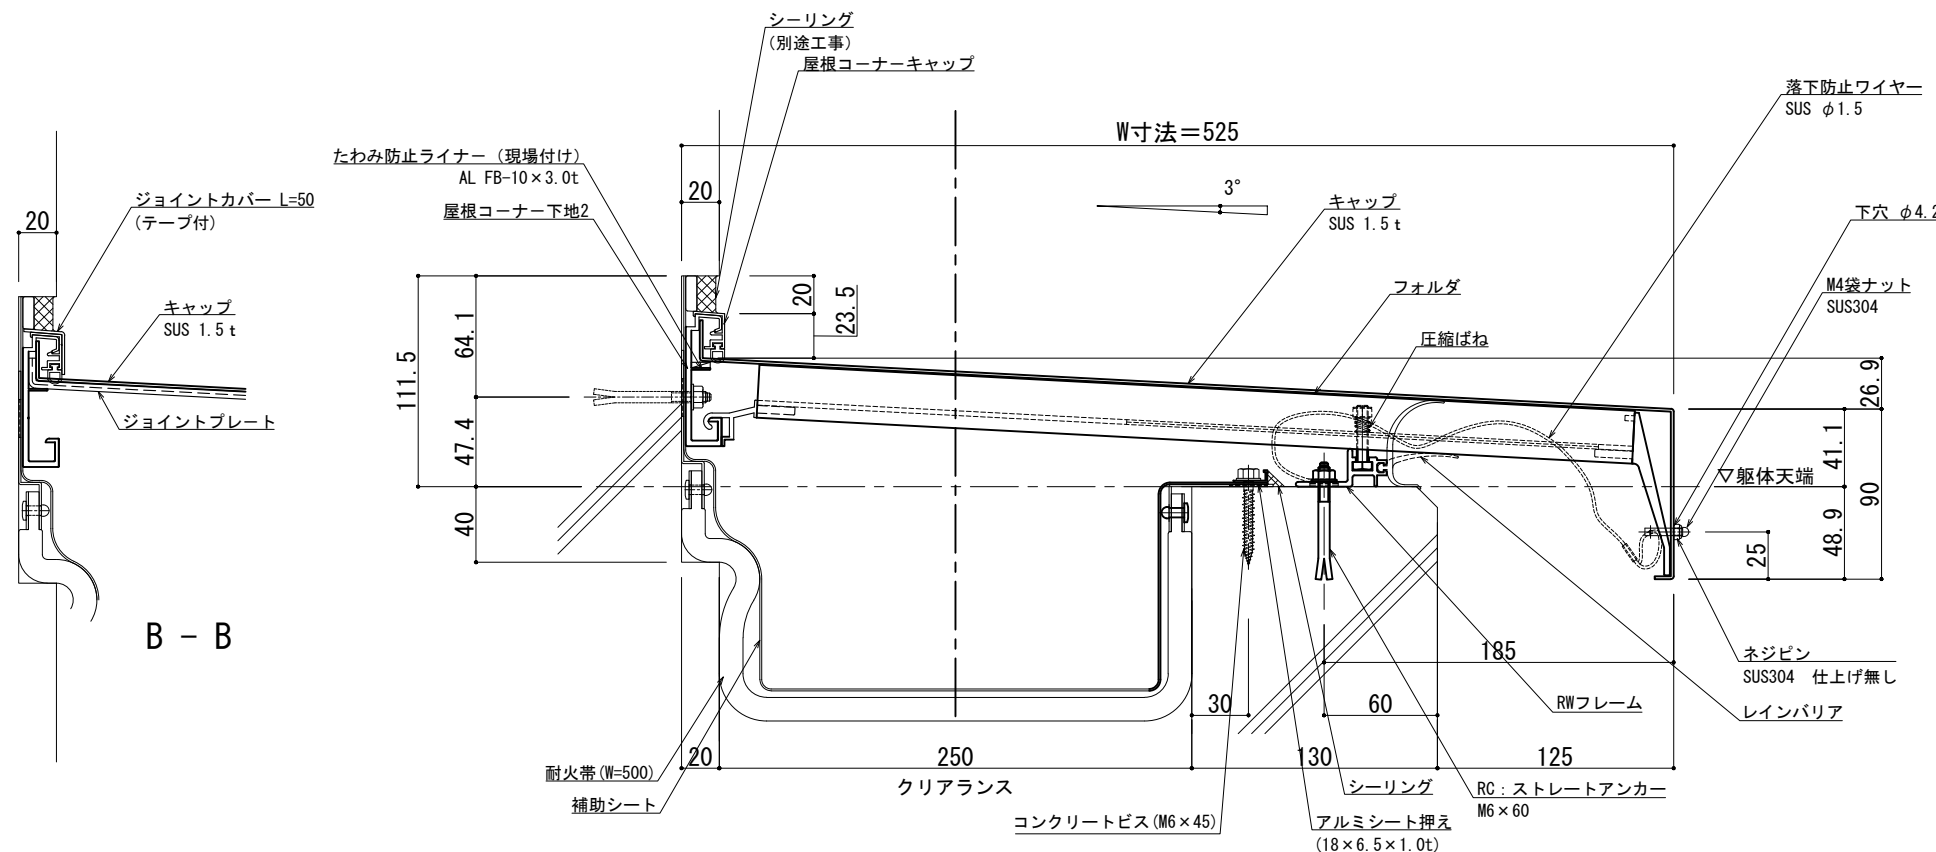 シーリング
(別途工事)
屋根コーナーキャップ
落下防止ワイヤー
SUS φ1.5
W寸法＝525
たわみ防止ライナー (現場付け)
AL FB-10×3.0t
ジョイントカバー L=50
(テープ付)
20
20
屋根コーナー下地2
3°
キャップ
SUS 1.5t
下穴 φ4.2
キャップ
SUS 1.5t
フォルダ
M4袋ナット
SUS304
圧縮ばね
20
23.5
64.1
111.5
47.4
40
26.9
41.1
90
48.9
25
ジョイントプレート
▽躯体天端
B － B
185
ネジピン
SUS304 仕上げ無し
RWフレーム
レインバリア
30
60
20
250
130
125
クリアランス
耐火帯(W=500)
補助シート
シーリング
RC：ストレートアンカー
M6×60
コンクリートビス(M6×45)
アルミシート押え
(18×6.5×1.0t)